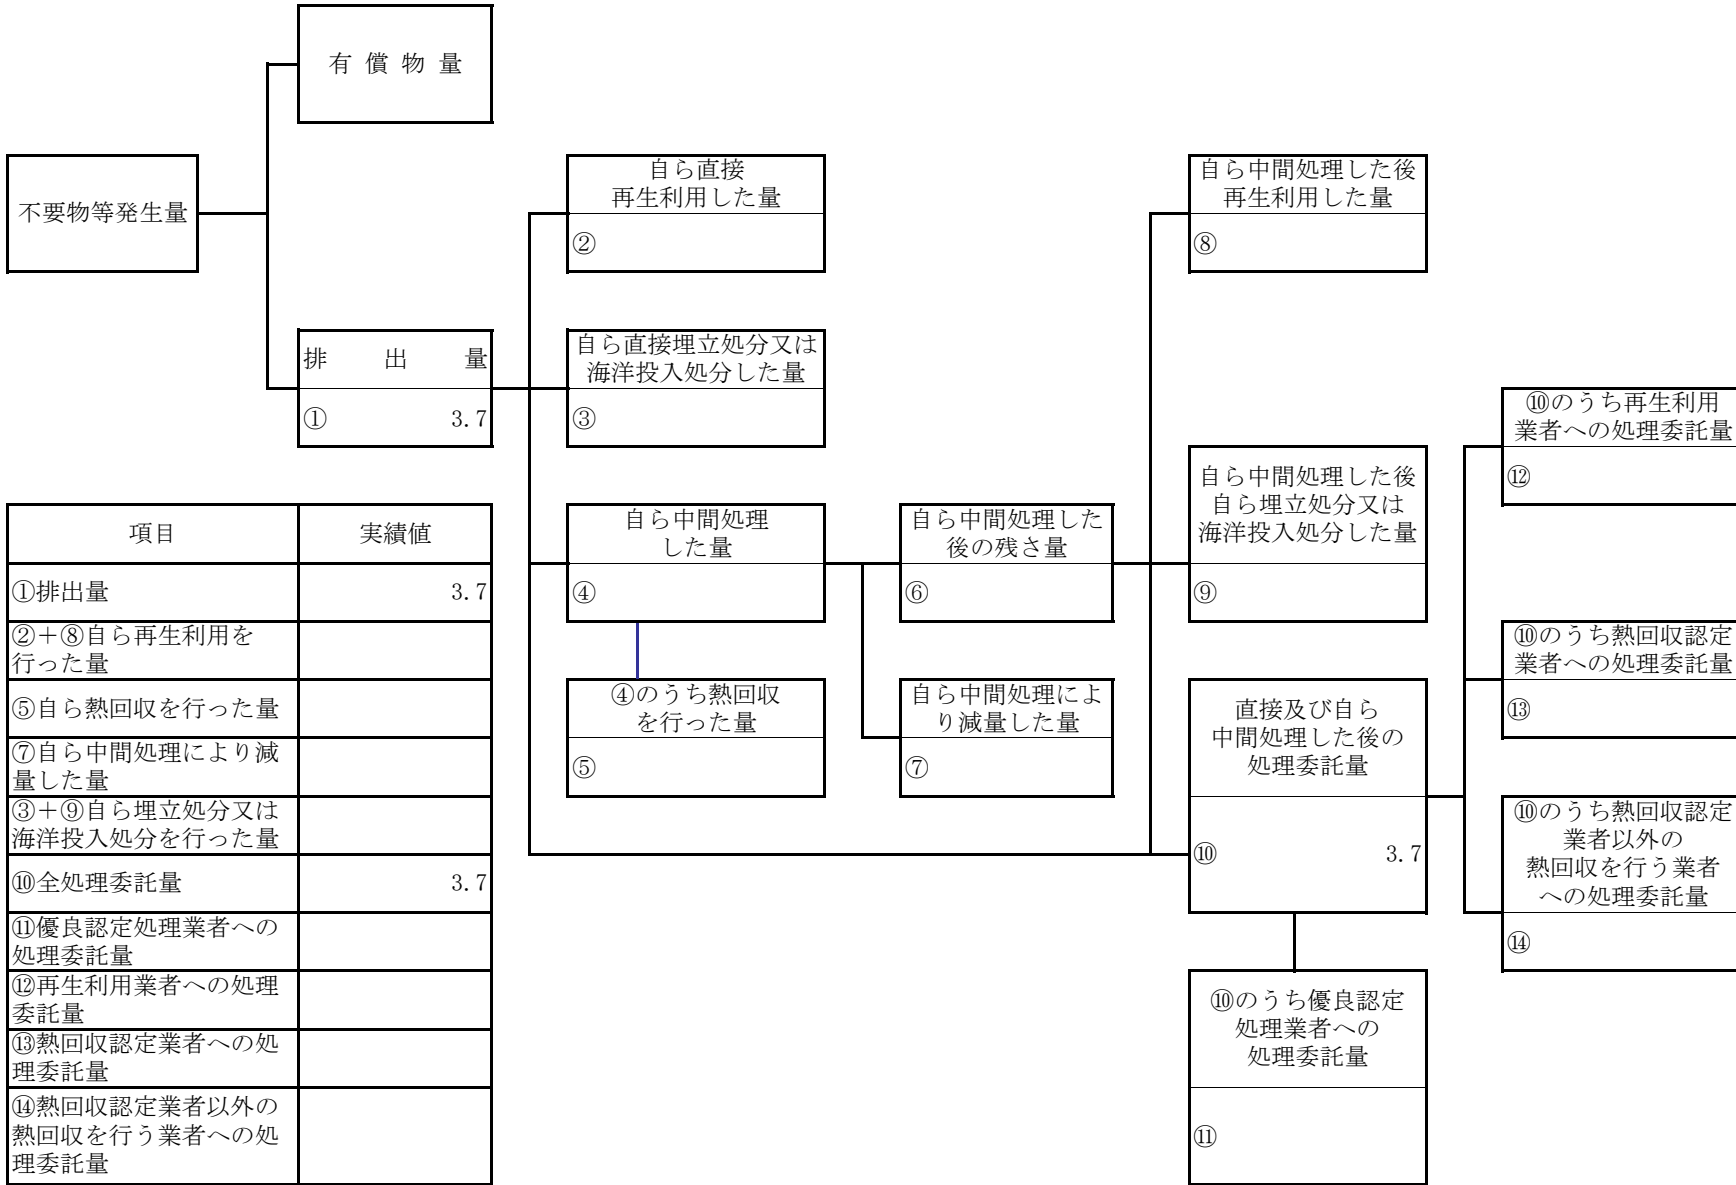 有償物量
不要物等発生量
排出量
① 3.7
自ら直接
再生利用した量
②
自ら直接埋立処分又は
海洋投入処分した量
③
自ら中間処理
した量
④
④のうち熱回収
を行った量
⑤
自ら中間処理した
後の残さ量
⑥
自ら中間処理によ
り減量した量
⑦
自ら中間処理した後
再生利用した量
⑧
自ら中間処理した後
自ら埋立処分又は
海洋投入処分した量
⑨
直接及び自ら
中間処理した後の
処理委託量
⑩ 3.7
⑩のうち優良認定
処理業者への
処理委託量
⑪
⑩のうち再生利用
業者への処理委託量
⑫
⑩のうち熱回収認定
業者への処理委託量
⑬
⑩のうち熱回収認定
業者以外の
熱回収を行う業者
への処理委託量
⑭
項目 実績値
①排出量 3.7
②＋⑧自ら再生利用を
行った量
⑤自ら熱回収を行った量
⑦自ら中間処理により減
量した量
③＋⑨自ら埋立処分又は
海洋投入処分を行った量
⑩全処理委託量 3.7
⑪優良認定処理業者への
処理委託量
⑫再生利用業者への処理
委託量
⑬熱回収認定業者への処
理委託量
⑭熱回収認定業者以外の
熱回収を行う業者への処
理委託量